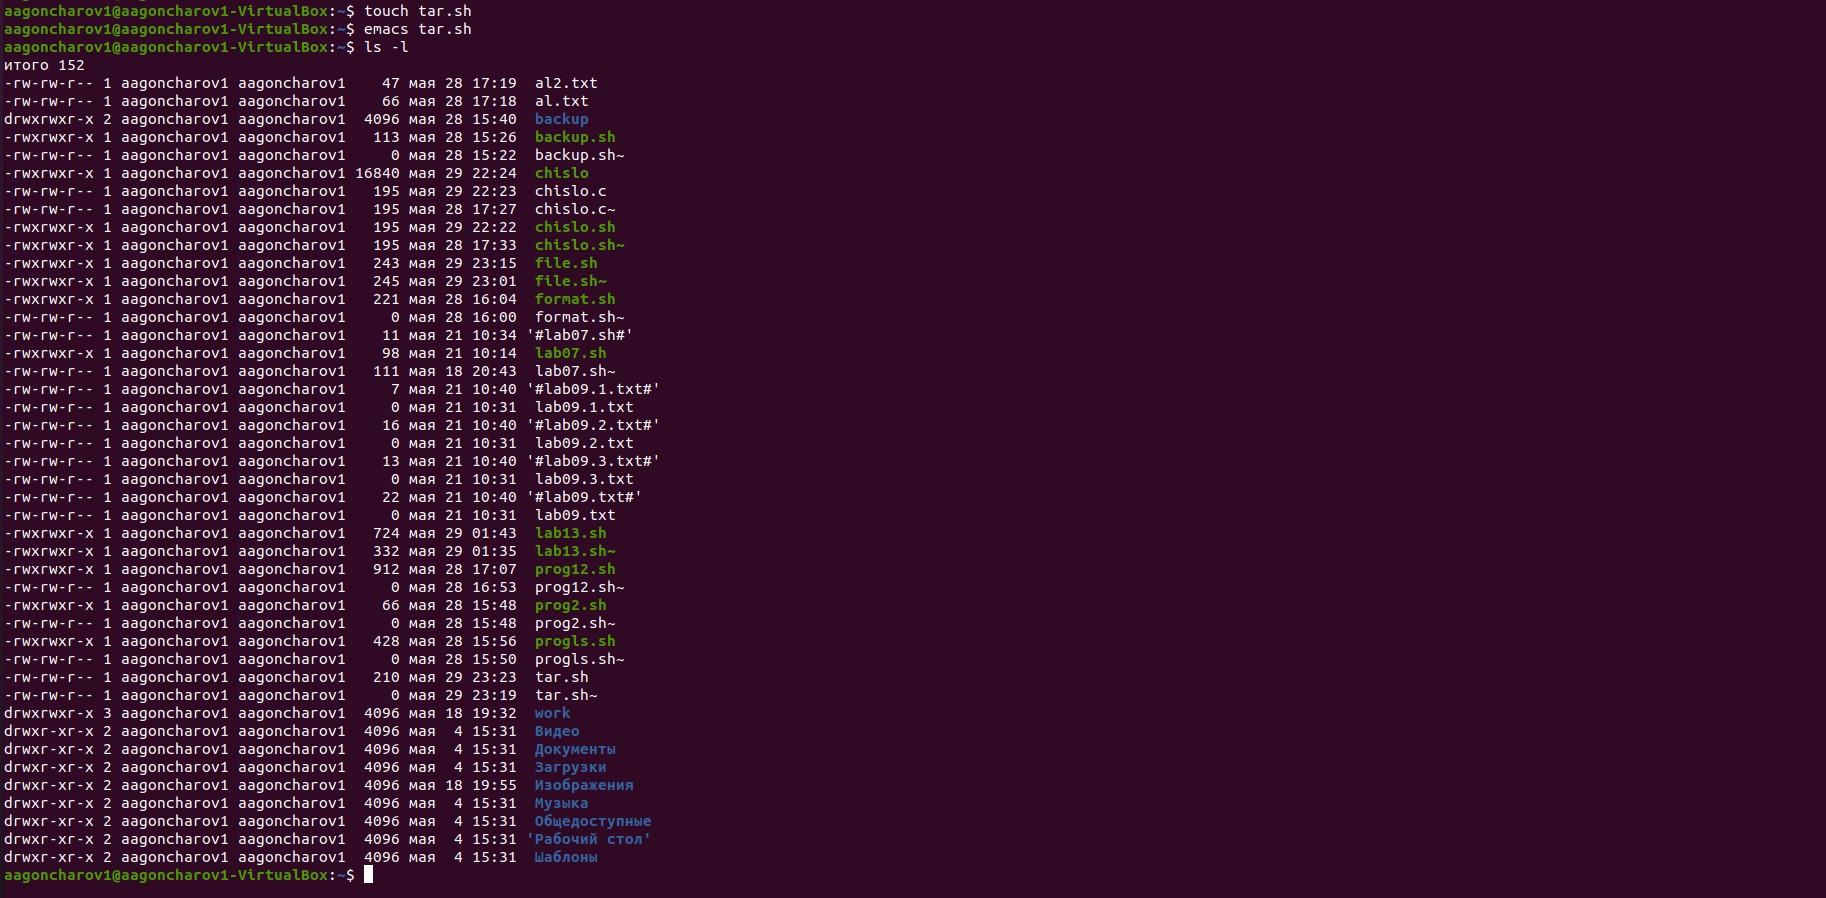 aagoncharov1@aagoncharov1-VirtualBox:~$ touch tar.sh
aagoncharov1@aagoncharov1-VirtualBox:~$ emacs tar.sh
aagoncharov1@aagoncharov1-VirtualBox:~$ ls -l
итого 152
-rw-rw-r-- 1 aagoncharov1 aagoncharov1    47 мая 28 17:19  al2.txt
-rw-rw-r-- 1 aagoncharov1 aagoncharov1    66 мая 28 17:18  al.txt
drwxrwxr-x 2 aagoncharov1 aagoncharov1  4096 мая 28 15:40  backup
-rwxrwxr-x 1 aagoncharov1 aagoncharov1   113 мая 28 15:26  backup.sh
-rw-rw-r-- 1 aagoncharov1 aagoncharov1     0 мая 28 15:22  backup.sh~
-rwxrwxr-x 1 aagoncharov1 aagoncharov1 16840 мая 29 22:24  chislo
-rw-rw-r-- 1 aagoncharov1 aagoncharov1   195 мая 29 22:23  chislo.c
-rw-rw-r-- 1 aagoncharov1 aagoncharov1   195 мая 28 17:27  chislo.c~
-rwxrwxr-x 1 aagoncharov1 aagoncharov1   195 мая 29 22:22  chislo.sh
-rwxrwxr-x 1 aagoncharov1 aagoncharov1   195 мая 28 17:33  chislo.sh~
-rwxrwxr-x 1 aagoncharov1 aagoncharov1   243 мая 29 23:15  file.sh
-rwxrwxr-x 1 aagoncharov1 aagoncharov1   245 мая 29 23:01  file.sh~
-rwxrwxr-x 1 aagoncharov1 aagoncharov1   221 мая 28 16:04  format.sh
-rw-rw-r-- 1 aagoncharov1 aagoncharov1     0 мая 28 16:00  format.sh~
-rw-rw-r-- 1 aagoncharov1 aagoncharov1    11 мая 21 10:34 '#lab07.sh#'
-rwxrwxr-x 1 aagoncharov1 aagoncharov1    98 мая 21 10:14  lab07.sh
-rw-rw-r-- 1 aagoncharov1 aagoncharov1   111 мая 18 20:43  lab07.sh~
-rw-rw-r-- 1 aagoncharov1 aagoncharov1     7 мая 21 10:40 '#lab09.1.txt#'
-rw-rw-r-- 1 aagoncharov1 aagoncharov1     0 мая 21 10:31  lab09.1.txt
-rw-rw-r-- 1 aagoncharov1 aagoncharov1    16 мая 21 10:40 '#lab09.2.txt#'
-rw-rw-r-- 1 aagoncharov1 aagoncharov1     0 мая 21 10:31  lab09.2.txt
-rw-rw-r-- 1 aagoncharov1 aagoncharov1    13 мая 21 10:40 '#lab09.3.txt#'
-rw-rw-r-- 1 aagoncharov1 aagoncharov1     0 мая 21 10:31  lab09.3.txt
-rw-rw-r-- 1 aagoncharov1 aagoncharov1    22 мая 21 10:40 '#lab09.txt#'
-rw-rw-r-- 1 aagoncharov1 aagoncharov1     0 мая 21 10:31  lab09.txt
-rwxrwxr-x 1 aagoncharov1 aagoncharov1   724 мая 29 01:43  lab13.sh
-rwxrwxr-x 1 aagoncharov1 aagoncharov1   332 мая 29 01:35  lab13.sh~
-rwxrwxr-x 1 aagoncharov1 aagoncharov1   912 мая 28 17:07  prog12.sh
-rw-rw-r-- 1 aagoncharov1 aagoncharov1     0 мая 28 16:53  prog12.sh~
-rwxrwxr-x 1 aagoncharov1 aagoncharov1    66 мая 28 15:48  prog2.sh
-rw-rw-r-- 1 aagoncharov1 aagoncharov1     0 мая 28 15:48  prog2.sh~
-rwxrwxr-x 1 aagoncharov1 aagoncharov1   428 мая 28 15:56  progls.sh
-rw-rw-r-- 1 aagoncharov1 aagoncharov1     0 мая 28 15:50  progls.sh~
-rw-rw-r-- 1 aagoncharov1 aagoncharov1   210 мая 29 23:23  tar.sh
-rw-rw-r-- 1 aagoncharov1 aagoncharov1     0 мая 29 23:19  tar.sh~
drwxrwxr-x 3 aagoncharov1 aagoncharov1  4096 мая 18 19:32  work
drwxr-xr-x 2 aagoncharov1 aagoncharov1  4096 мая  4 15:31  Видео
drwxr-xr-x 2 aagoncharov1 aagoncharov1  4096 мая  4 15:31  Документы
drwxr-xr-x 2 aagoncharov1 aagoncharov1  4096 мая  4 15:31  Загрузки
drwxr-xr-x 2 aagoncharov1 aagoncharov1  4096 мая 18 19:55  Изображения
drwxr-xr-x 2 aagoncharov1 aagoncharov1  4096 мая  4 15:31  Музыка
drwxr-xr-x 2 aagoncharov1 aagoncharov1  4096 мая  4 15:31  Общедоступные
drwxr-xr-x 2 aagoncharov1 aagoncharov1  4096 мая  4 15:31 'Рабочий стол'
drwxr-xr-x 2 aagoncharov1 aagoncharov1  4096 мая  4 15:31  Шаблоны
aagoncharov1@aagoncharov1-VirtualBox:~$